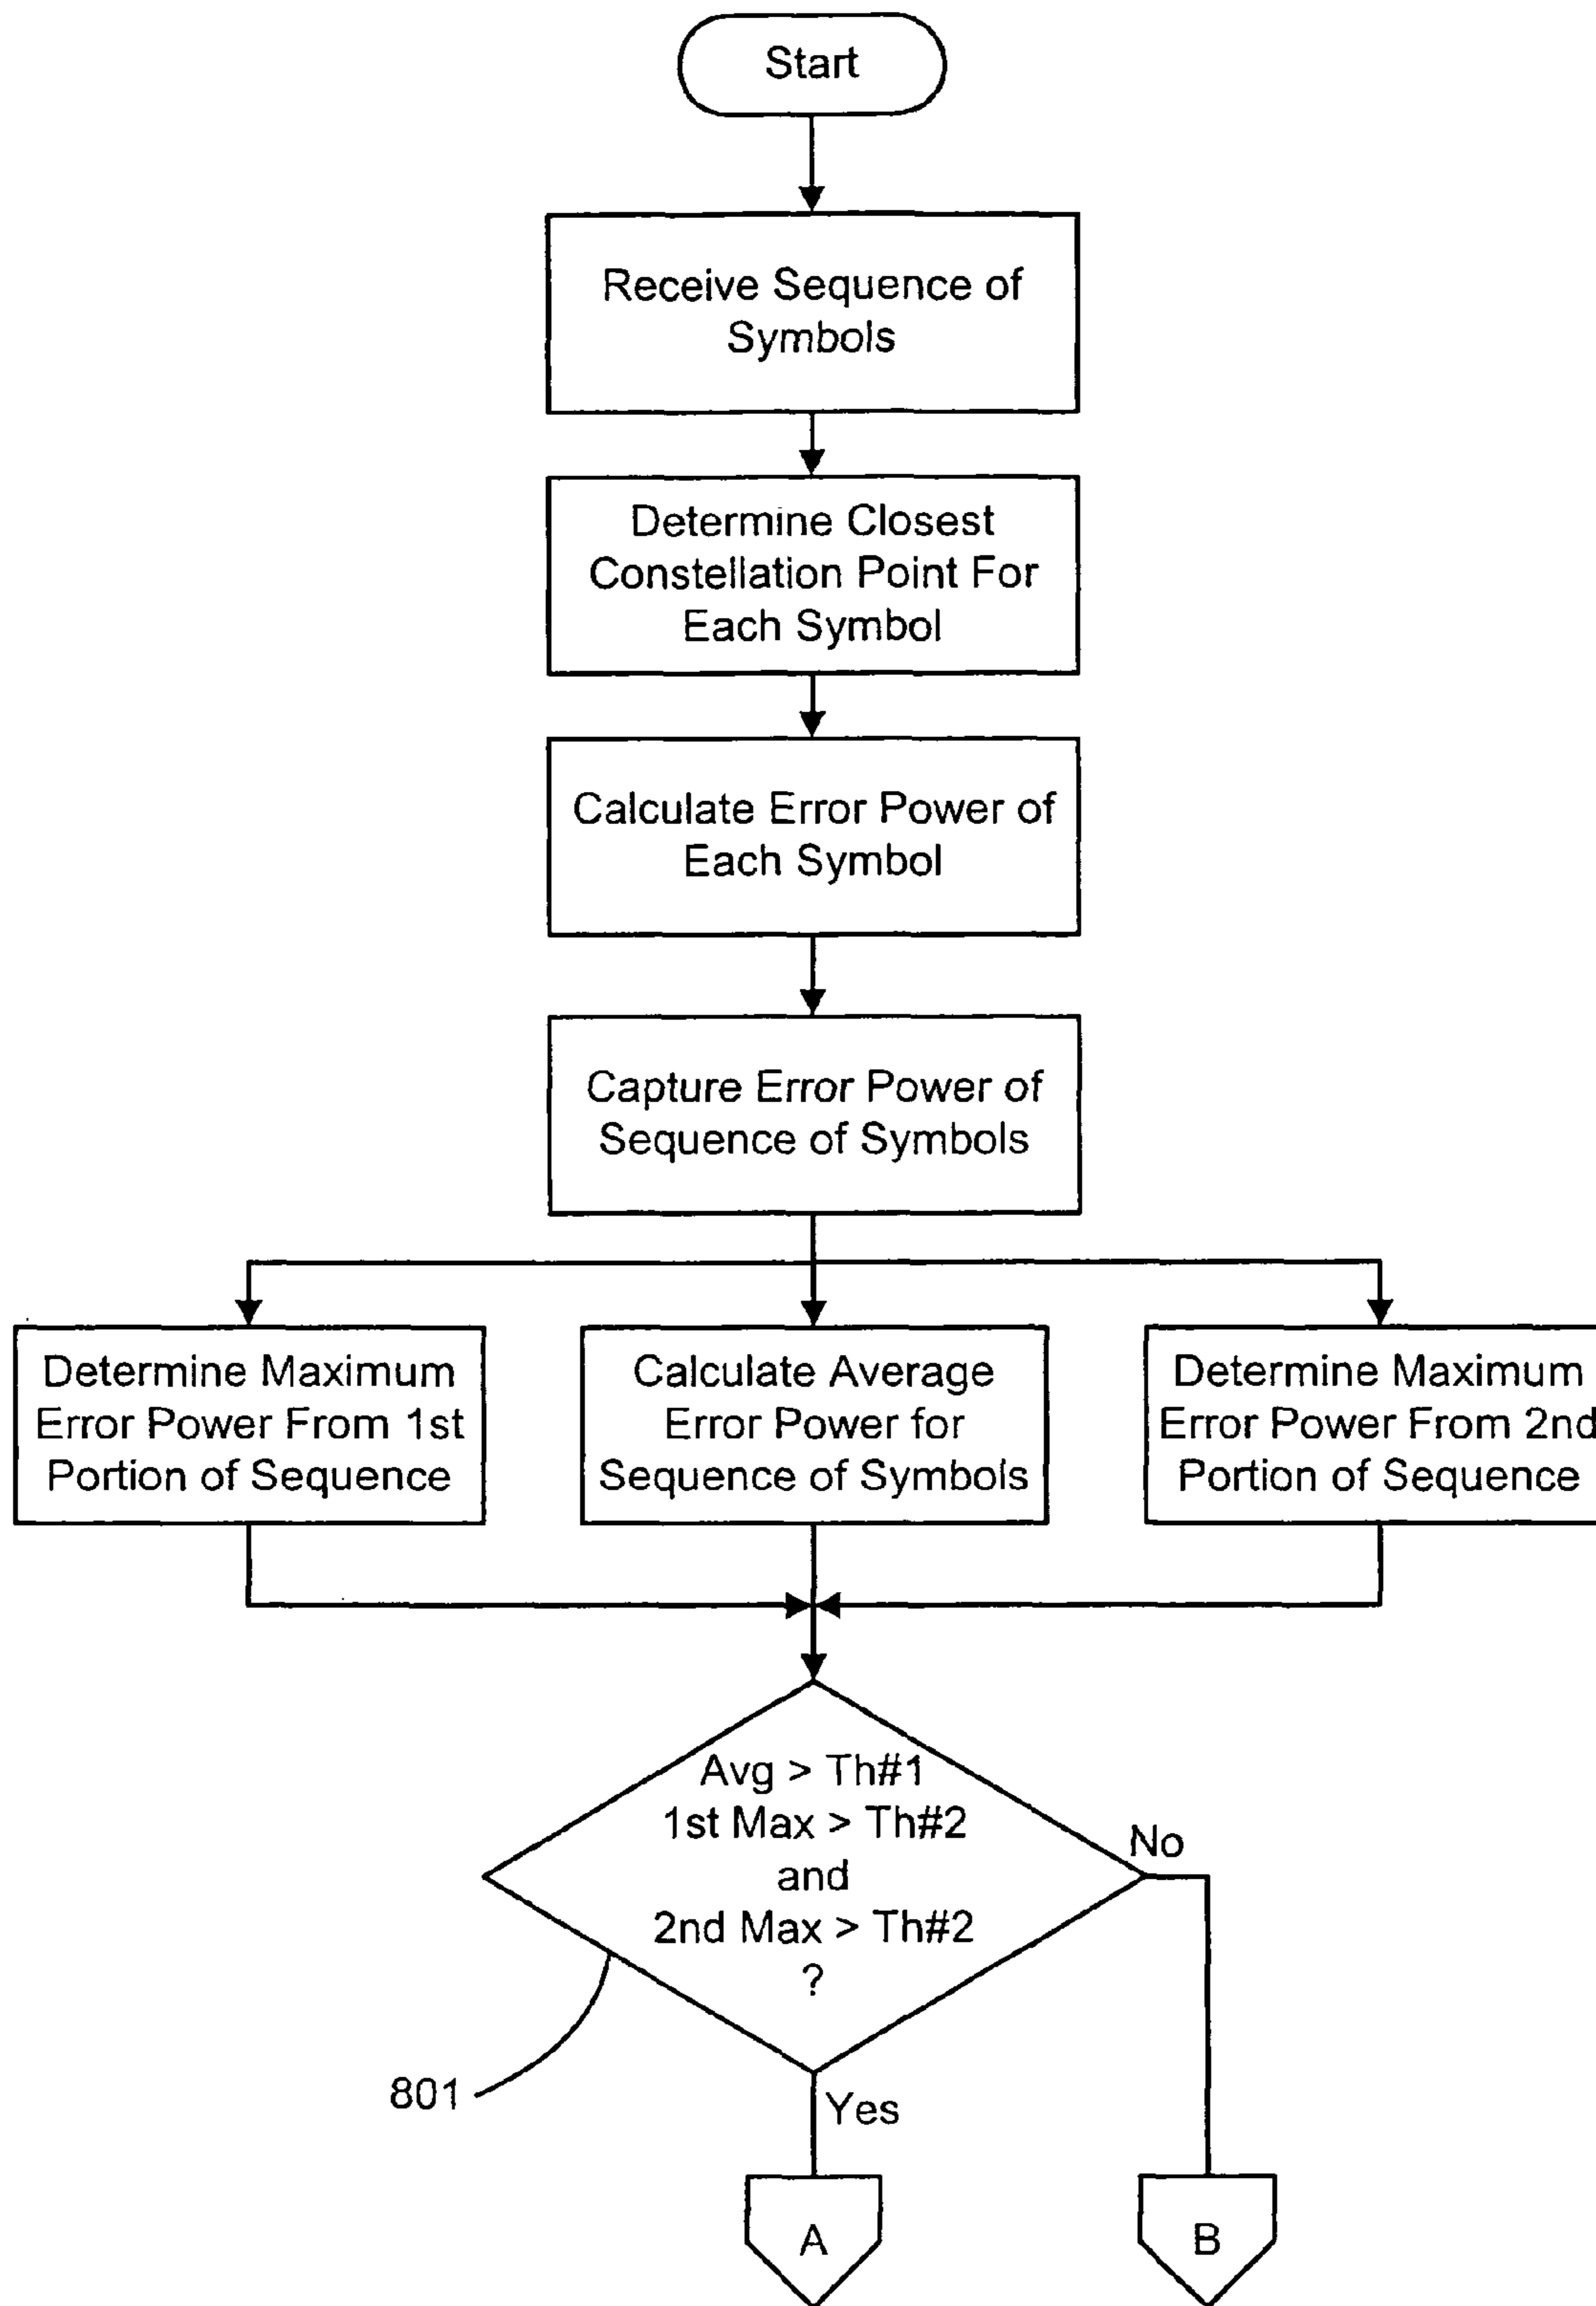 Start
Receive Sequence of
Symbols
Determine Closest
Constellation Point For
Each Symbol
Calculate Error Power of
Each Symbol
Capture Error Power of
Sequence of Symbols
Determine Maximum
Error Power From 1st
Portion of Sequence
Calculate Average
Error Power for
Sequence of Symbols
Determine Maximum
Error Power From 2nd
Portion of Sequence
Avg > Th#1
1st Max > Th#2
and
2nd Max > Th#2
?
No
801
Yes
A
B